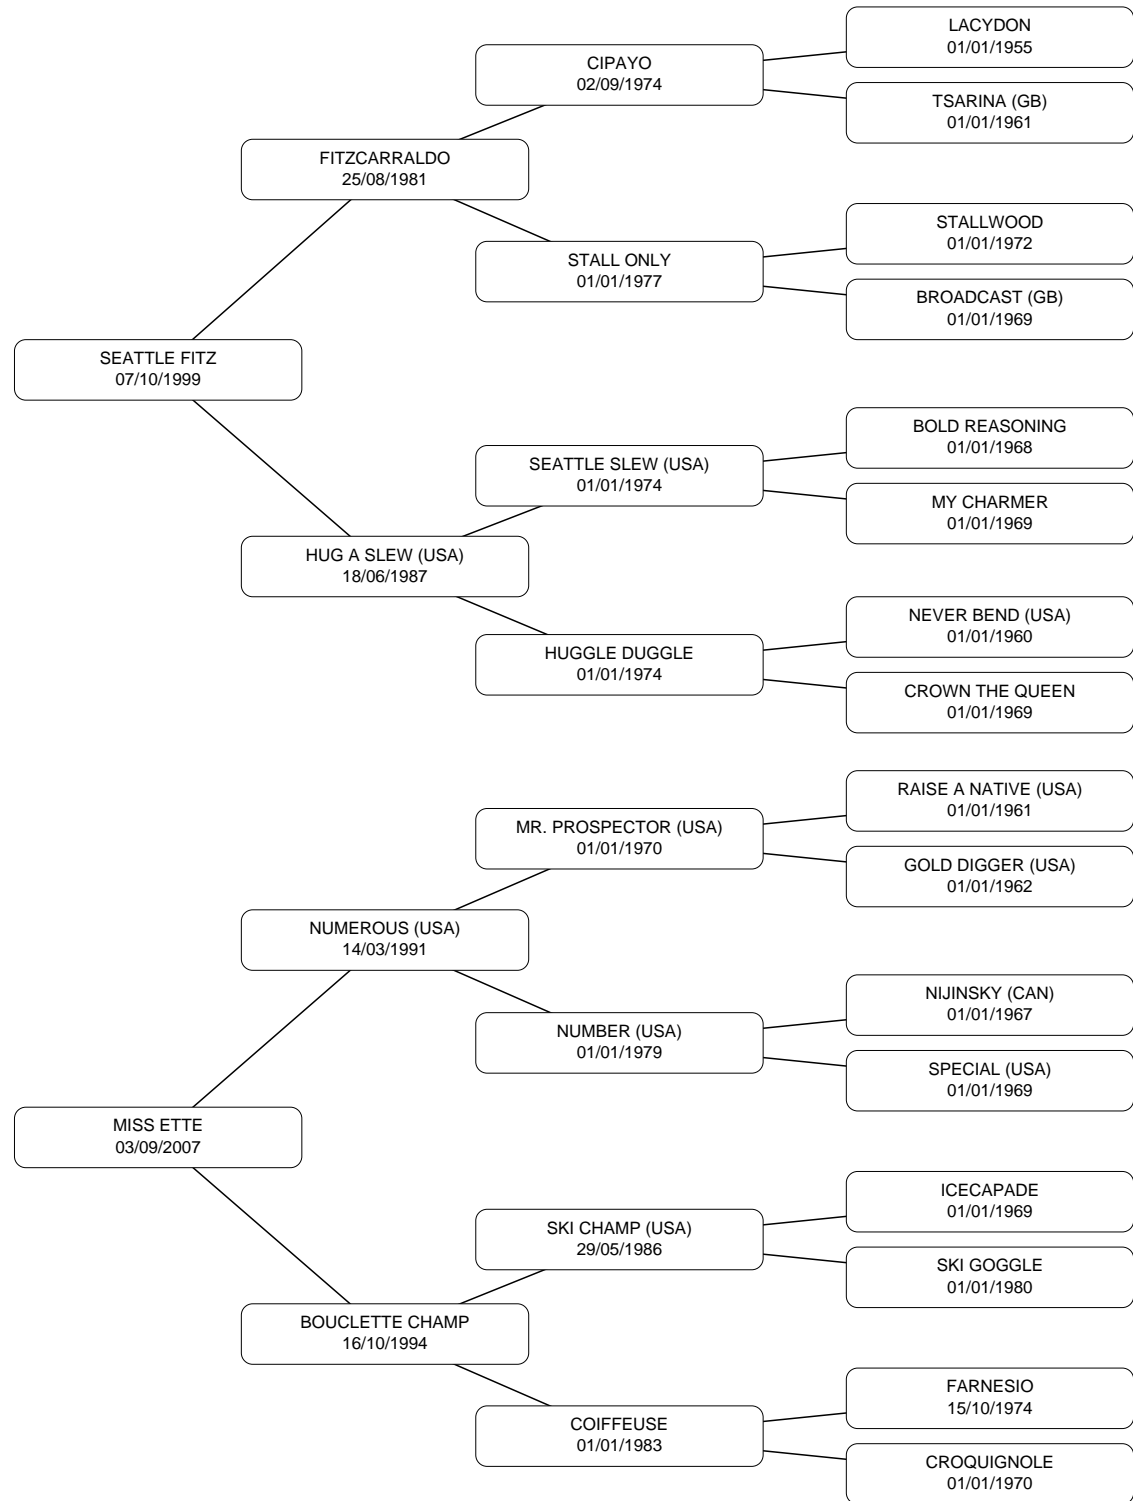 LACYDON
01/01/1955
CIPAYO
02/09/1974
TSARINA (GB)
01/01/1961
FITZCARRALDO
25/08/1981
STALLWOOD
01/01/1972
STALL ONLY
01/01/1977
BROADCAST (GB)
01/01/1969
SEATTLE FITZ
07/10/1999
BOLD REASONING
01/01/1968
SEATTLE SLEW (USA)
01/01/1974
MY CHARMER
01/01/1969
HUG A SLEW (USA)
18/06/1987
NEVER BEND (USA)
01/01/1960
HUGGLE DUGGLE
01/01/1974
CROWN THE QUEEN
01/01/1969
RAISE A NATIVE (USA)
01/01/1961
MR. PROSPECTOR (USA)
01/01/1970
GOLD DIGGER (USA)
01/01/1962
NUMEROUS (USA)
14/03/1991
NIJINSKY (CAN)
01/01/1967
NUMBER (USA)
01/01/1979
SPECIAL (USA)
01/01/1969
MISS ETTE
03/09/2007
ICECAPADE
01/01/1969
SKI CHAMP (USA)
29/05/1986
SKI GOGGLE
01/01/1980
BOUCLETTE CHAMP
16/10/1994
FARNESIO
15/10/1974
COIFFEUSE
01/01/1983
CROQUIGNOLE
01/01/1970